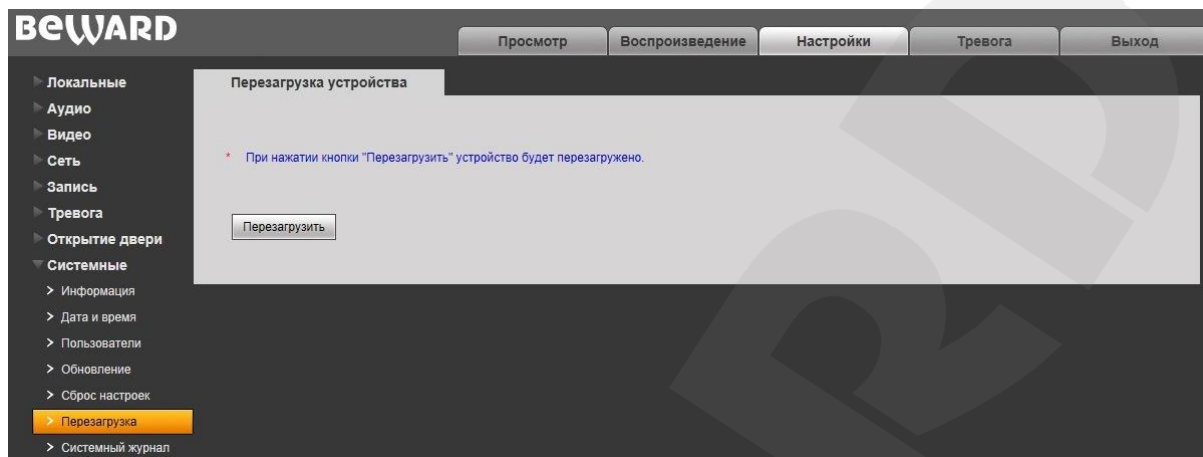 BEWARD
Просмотр Воспроизведение Настройки Тревога Выход
Локальные
Аудио
Видео
Сеть
Запись
Тревога
Открытие двери
Системные
> Информация
> Дата и время
> Пользователи
> Обновление
> Сброс настроек
> Перезагрузка
> Системный журнал
Перезагрузка устройства
* При нажатии кнопки "Перезагрузить" устройство будет перезагружено.
Перезагрузить